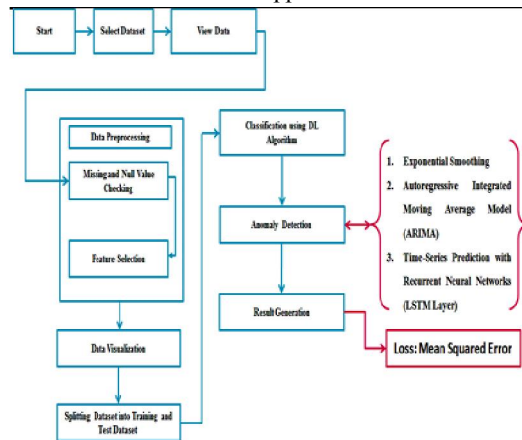 Start
Select Dataset
View Data
Data Preprocessing
Missing and Null Value
Checking
Feature Selection
Data Visualization
Splitting Dataset into Training and
Test Dataset
Classification using DL
Algorithm
Anomaly Detection
Result Generation
1. Exponential Smoothing
2. Autoregressive Integrated
Moving Average Model
(ARIMA)
3. Time-Series Prediction with
Recurrent Neural Networks
(LSTM Layer)
Loss: Mean Squared Error